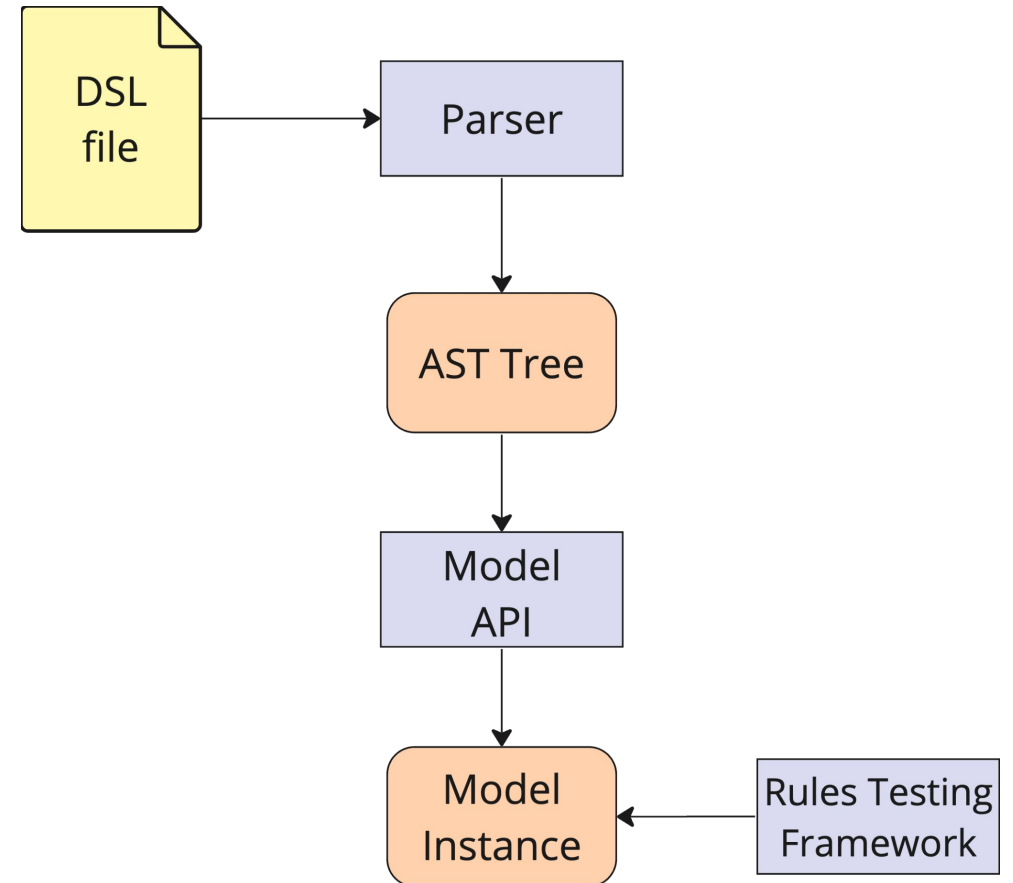 DSL
file
Parser
AST Tree
Model
API
Model
Instance
Rules Testing
Framework